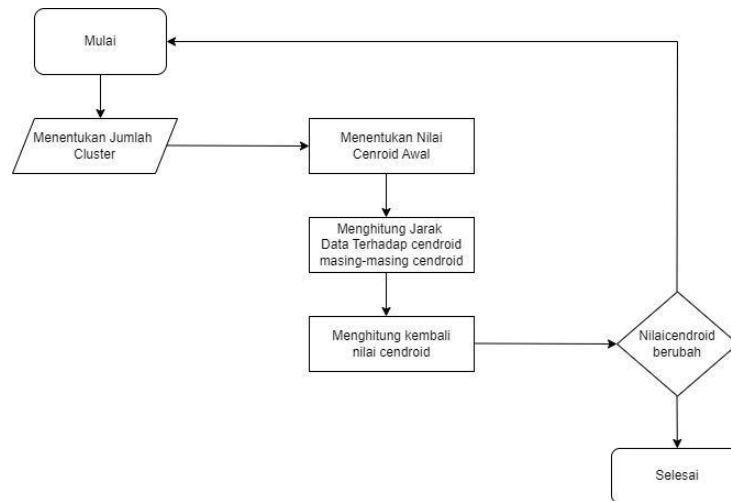 Mulai
Menentukan Jumlah
Cluster
Menentukan Nilai
Cenroid Awal
Menghitung Jarak
Data Terhadap cendroid
masing-masing cendroid
Menghitung kembali
nilai cendroid
Nilaicendroid
berubah
Selesai